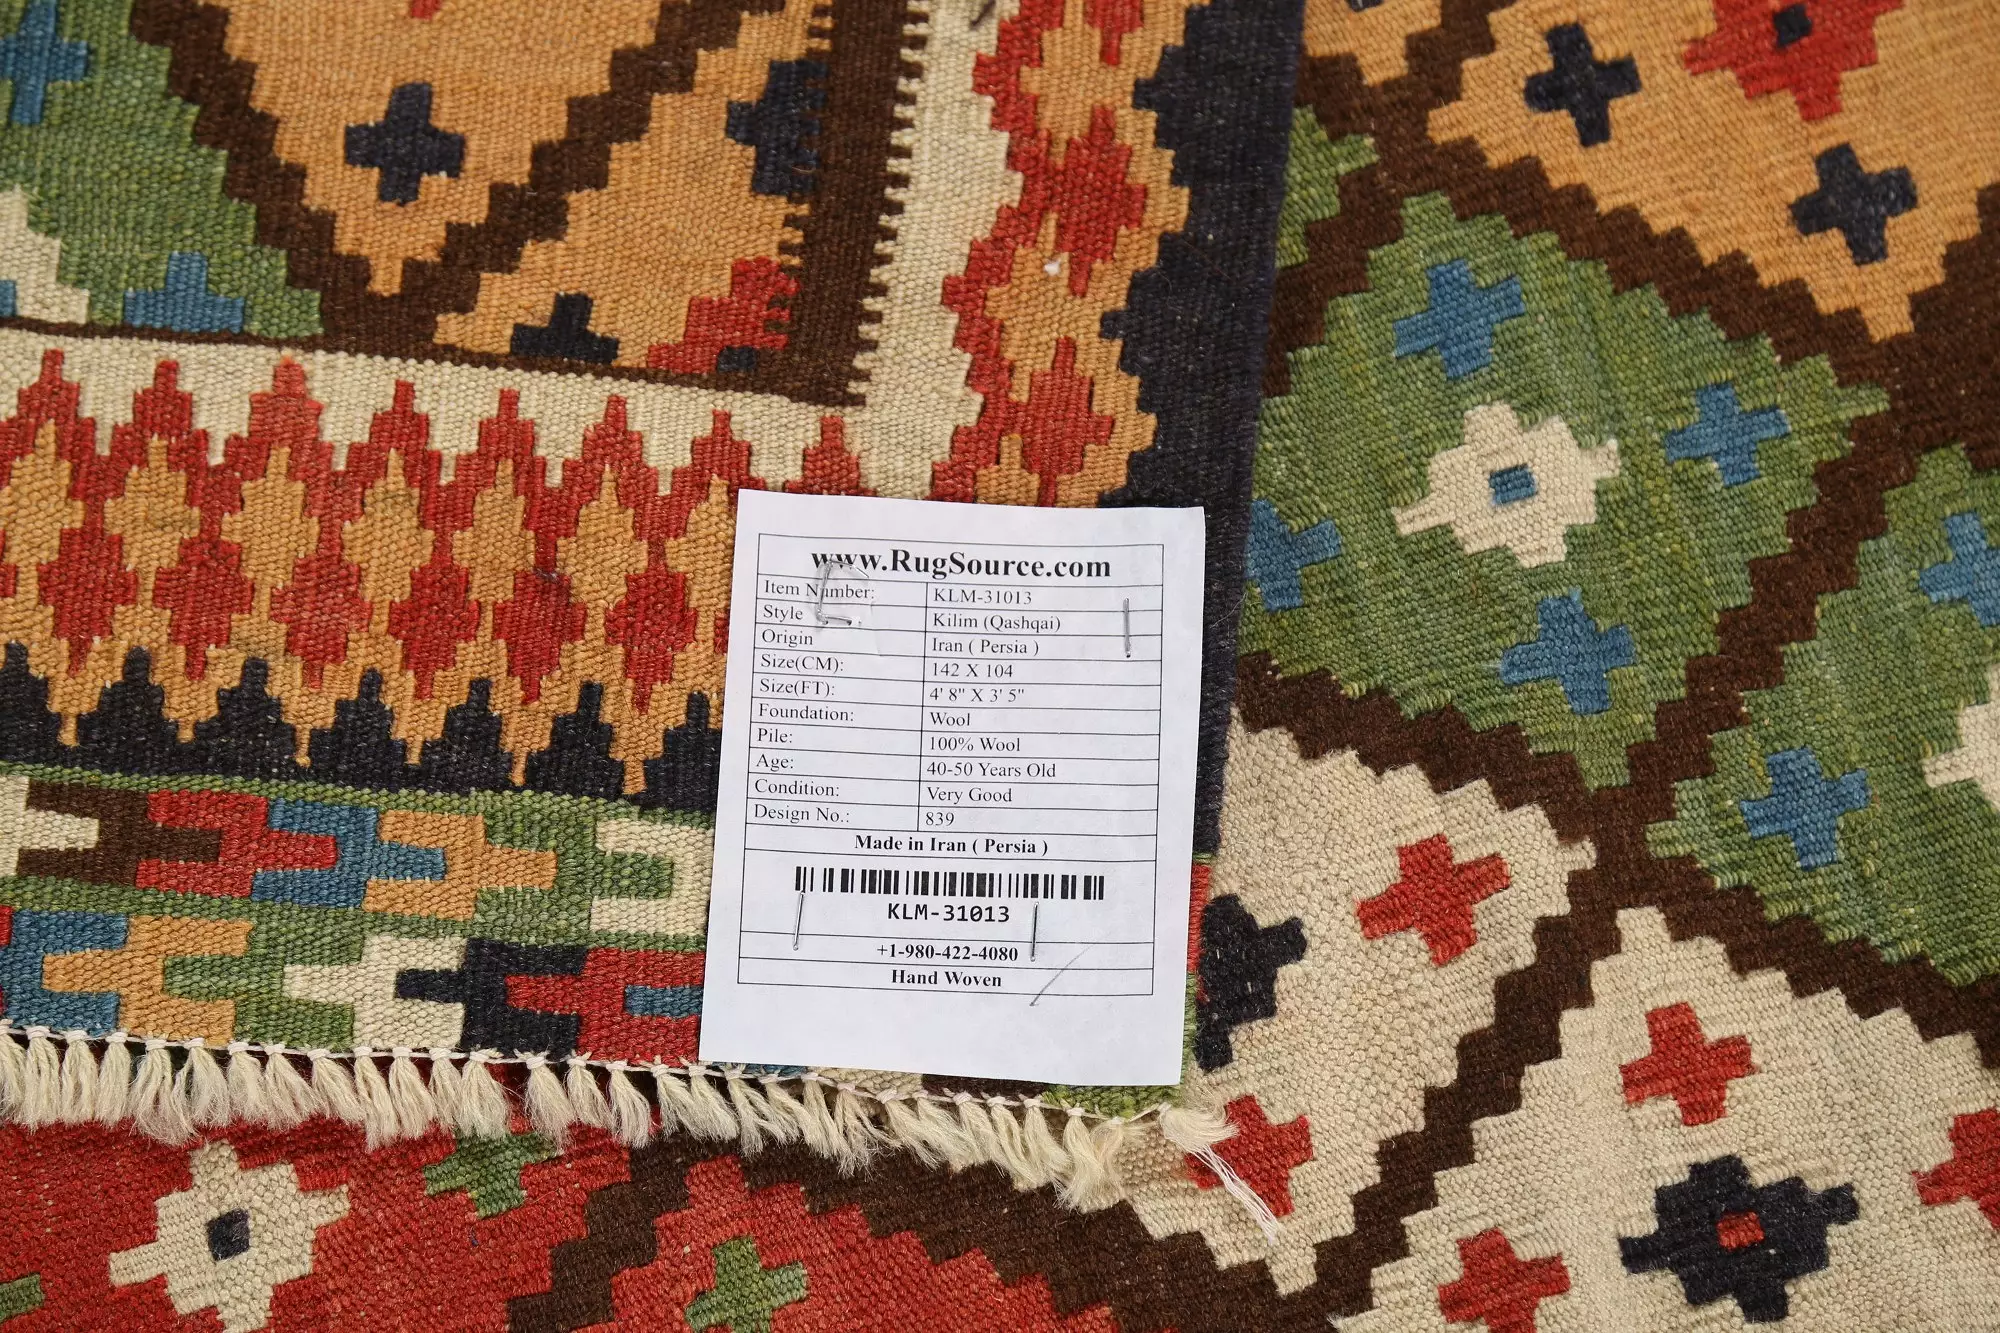 www.RugSource.com
Item Number: KLM-31013
Style Kilim (Qashqai)
Origin Iran ( Persia )
Size(CM): 142 X 104
Size(FT): 4' 8" X 3' 5"
Foundation: Wool
Pile: 100% Wool
Age: 40-50 Years Old
Condition: Very Good
Design No.: 839
Made in Iran ( Persia )
KLM-31013
+1-980-422-4080
Hand Woven